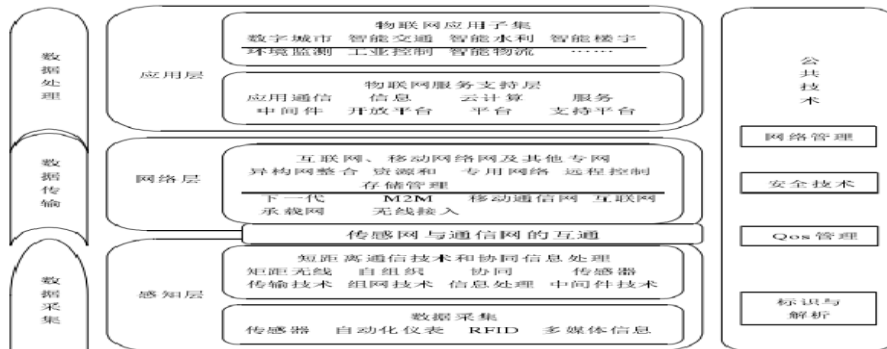 数据处理
数据传输
数据采集
应用层
物联网应用子集
数字城市 智能交通 智能水利 智能楼宇
环境监测 工业控制 智能物流 ……
物联网服务支持层
应用通信 信息 云计算 服务
中间件 开放平台 平台 支持平台
网络层
互联网、移动网络网及其他专网
异构网整合 资源和 专用网络 远程控制
存储管理
下一代 M2M 移动通信网 互联网
承载网 无线接入
传感网与通信网的互通
感知层
短距离通信技术和协同信息处理
矩距无线 自组织 协同 传感器
传输技术 组网技术 信息处理 中间件技术
数据采集
传感器 自动化仪表 RFID 多媒体信息
公共技术
网络管理
安全技术
Qos管理
标识与
解析